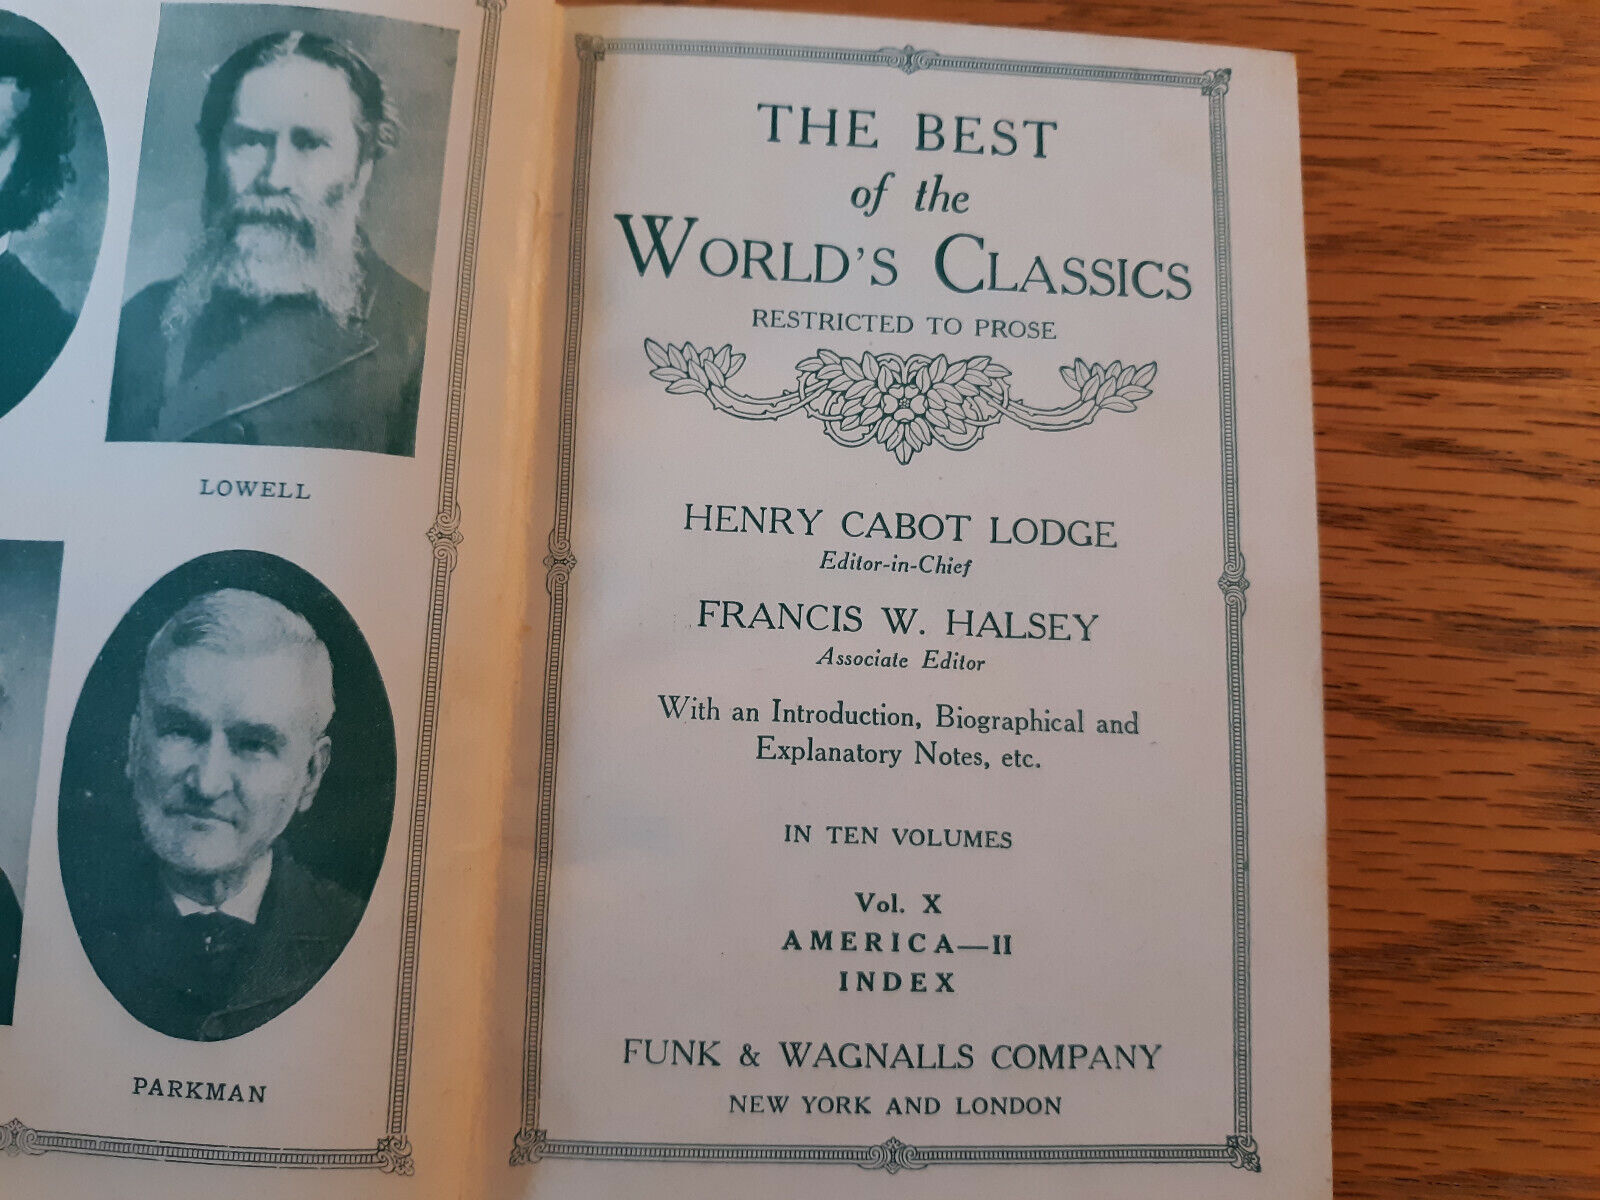 LOWELL
PARKMAN
THE BEST
of the
WORLD'S CLASSICS
RESTRICTED TO PROSE
HENRY CABOT LODGE
Editor-in-Chief
FRANCIS W. HALSEY
Associate Editor
With an Introduction, Biographical and
Explanatory Notes, etc.
IN TEN VOLUMES
Vol. X
AMERICA—II
INDEX
FUNK & WAGNALLS COMPANY
NEW YORK AND LONDON